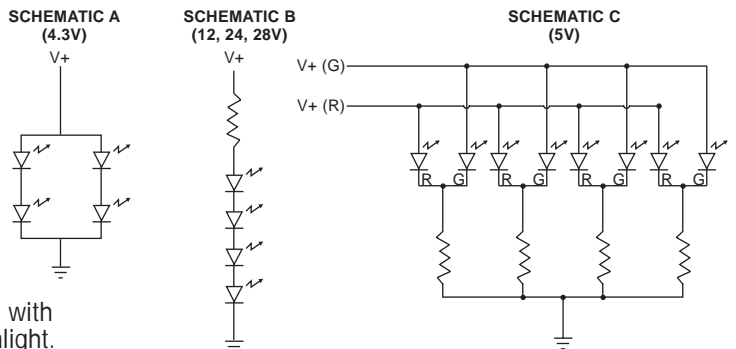 SCHEMATIC A
(4.3V)
V+
SCHEMATIC B
(12, 24, 28V)
V+
SCHEMATIC C
(5V)
V+ (G)
V+ (R)
R G R G R G R G
with
light.